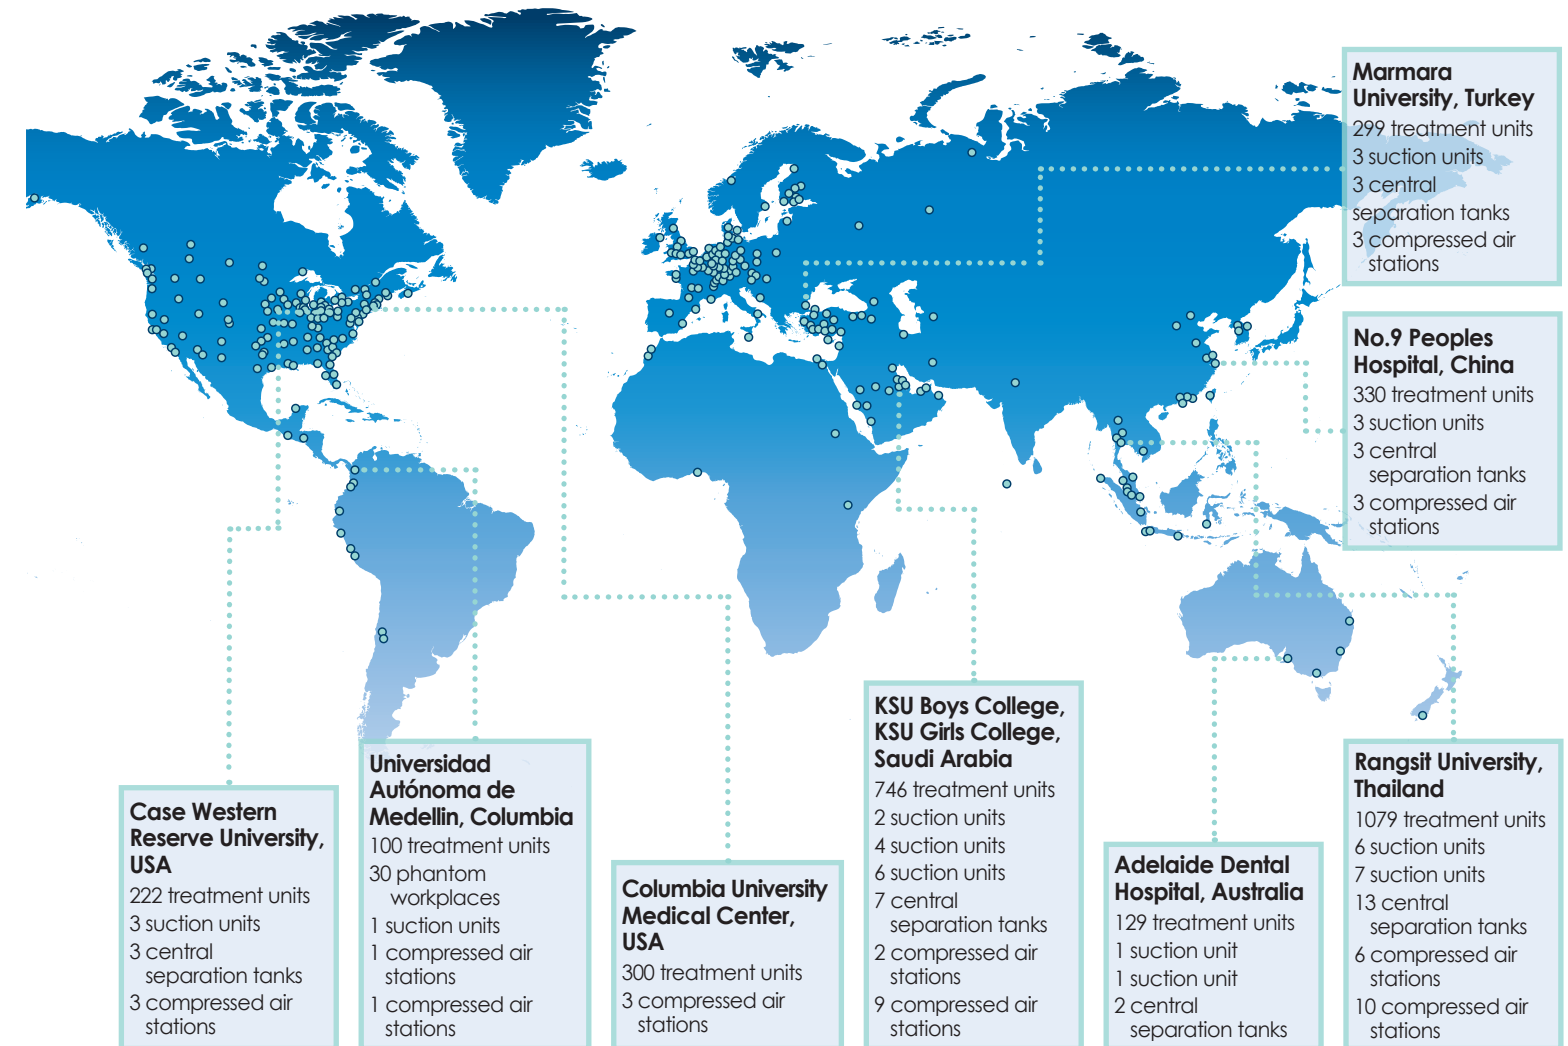 Marmara
University, Turkey
299 treatment units
3 suction units
3 central
separation tanks
3 compressed air
stations
No.9 Peoples
Hospital, China
330 treatment units
3 suction units
3 central
separation tanks
3 compressed air
stations
Case Western
Reserve University,
USA
222 treatment units
3 suction units
3 central
separation tanks
3 compressed air
stations
Universidad
Autónoma de
Medellin, Columbia
100 treatment units
30 phantom
workplaces
1 suction units
1 compressed air
stations
1 compressed air
stations
Columbia University
Medical Center,
USA
300 treatment units
3 compressed air
stations
KSU Boys College,
KSU Girls College,
Saudi Arabia
746 treatment units
2 suction units
4 suction units
6 suction units
7 central
separation tanks
2 compressed air
stations
9 compressed air
stations
Adelaide Dental
Hospital, Australia
129 treatment units
1 suction unit
1 suction unit
2 central
separation tanks
Rangsit University,
Thailand
1079 treatment units
6 suction units
7 suction units
13 central
separation tanks
6 compressed air
stations
10 compressed air
stations